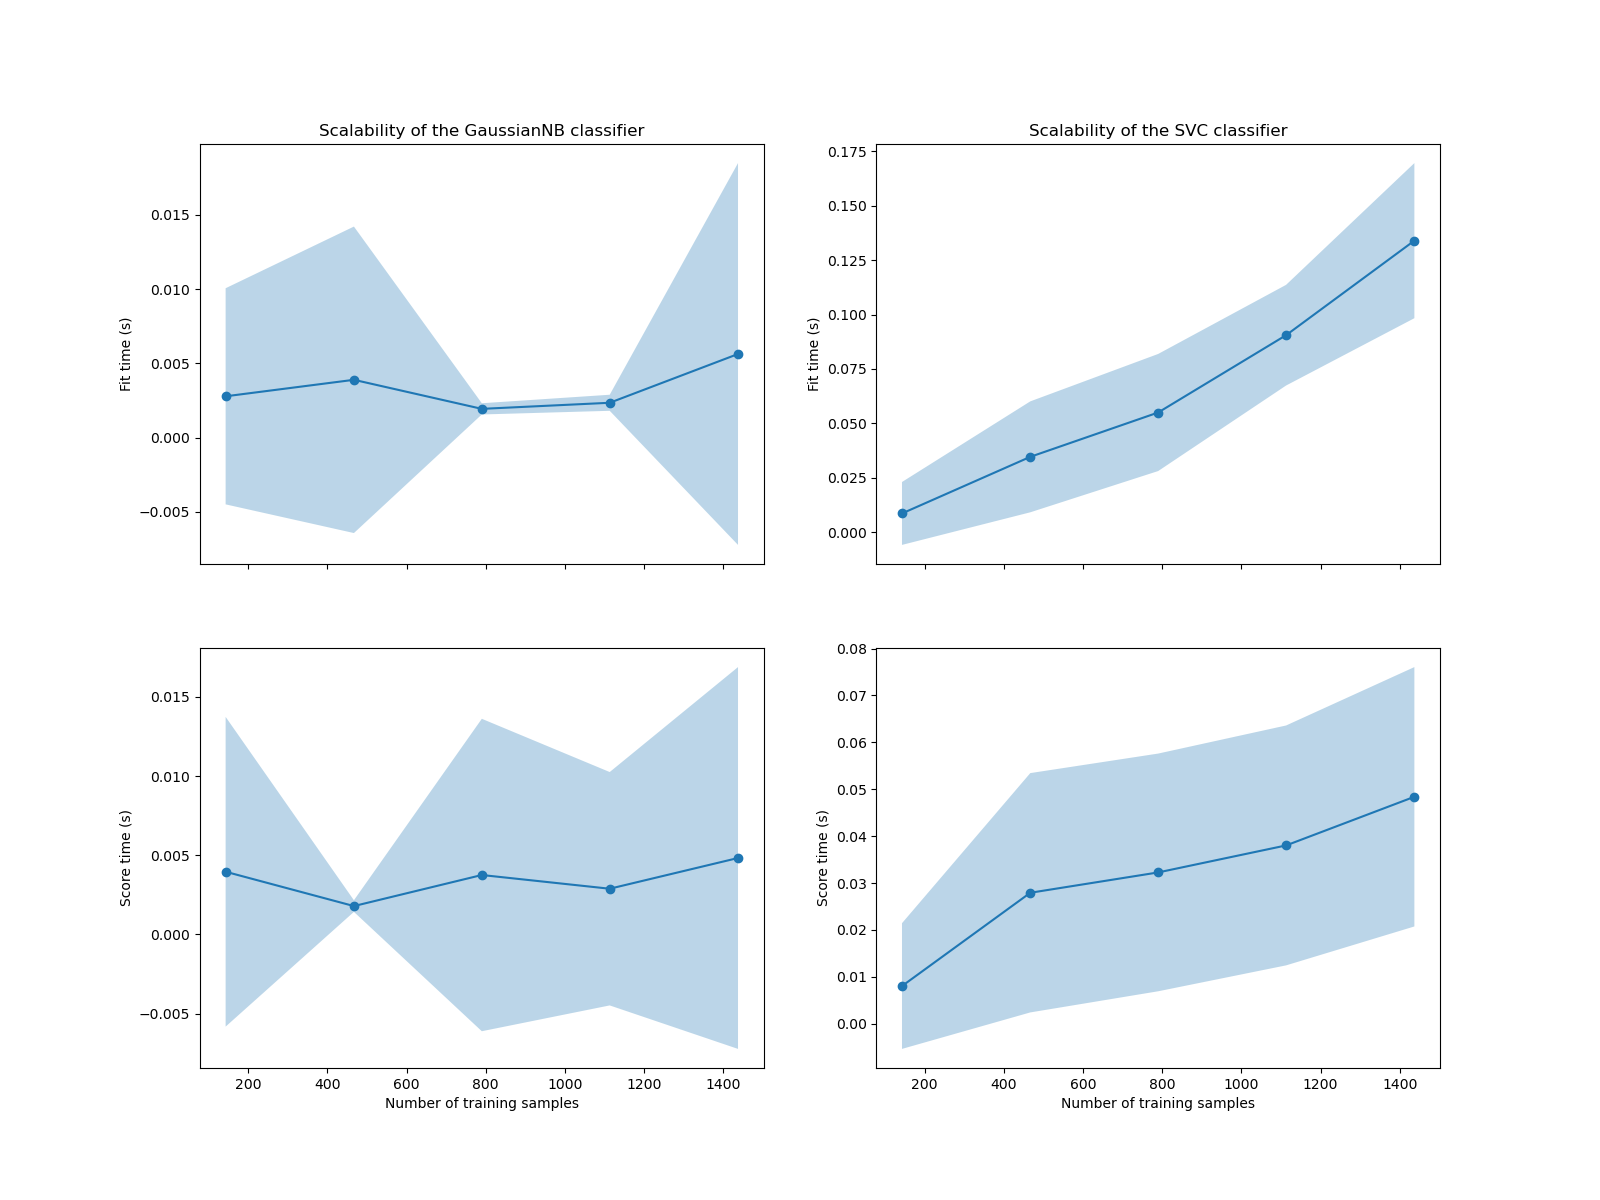 Scalability of the GaussianNB classifier
0.015
0.010
0.005
0.000
−0.005
Fit time (s)
Scalability of the SVC classifier
0.175
0.150
0.125
0.100
0.075
0.050
0.025
0.000
Fit time (s)
0.015
0.010
0.005
0.000
−0.005
Score time (s)
200 400 600 800 1000 1200 1400
Number of training samples
0.08
0.07
0.06
0.05
0.04
0.03
0.02
0.01
0.00
Score time (s)
200 400 600 800 1000 1200 1400
Number of training samples